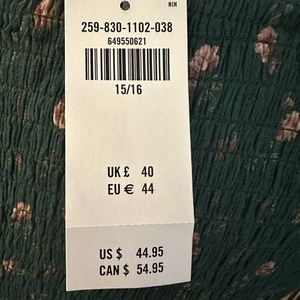 NIN
259-830-1102-038
649550621
15/16
UK £ 40
EU € 44
US $ 44.95
CAN $ 54.95